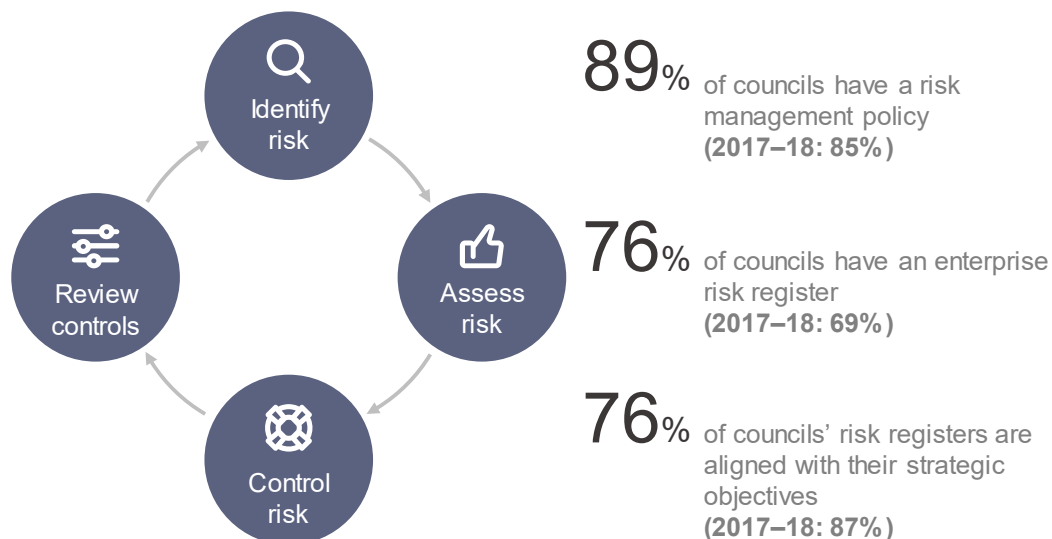 Identify
risk
Assess
risk
Control
risk
Review
controls
89%
of councils have a risk
management policy
(2017–18: 85%)
76%
of councils have an enterprise
risk register
(2017–18: 69%)
76%
of councils’ risk registers are
aligned with their strategic
objectives
(2017–18: 87%)